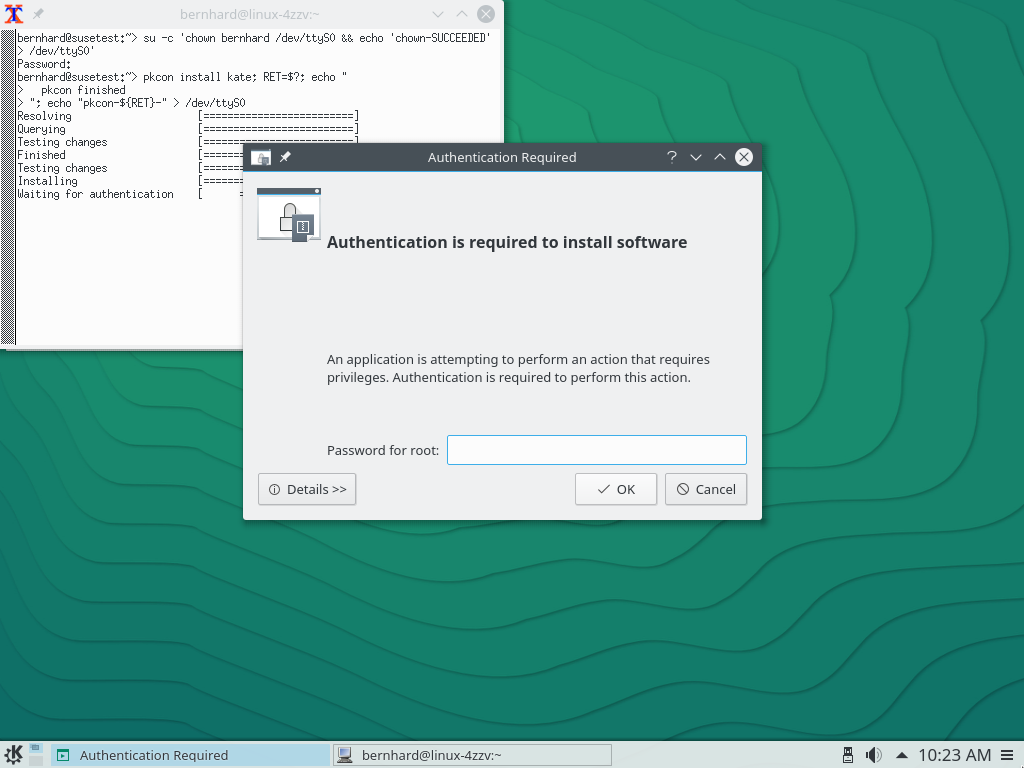 bernhard@linux-4zzv:~
bernhard@susetest:~> su -c 'chown bernhard /dev/ttyS0 && echo 'chown-SUCCEEDED'
> /dev/ttyS0'
Password:
bernhard@susetest:~> pkcon install kate; RET=$?; echo "
>   pkcon finished
> "; echo "pkcon-${RET}-" > /dev/ttyS0
Resolving [=========================]
Querying [=========================]
Testing changes [=========================]
Finished [=====
Testing changes [=====
Installing [=====
Waiting for authentication [     =
Authentication Required
Authentication is required to install software
An application is attempting to perform an action that requires
privileges. Authentication is required to perform this action.
Password for root:
Details >>
OK
Cancel
Authentication Required
bernhard@linux-4zzv:~
10:23 AM